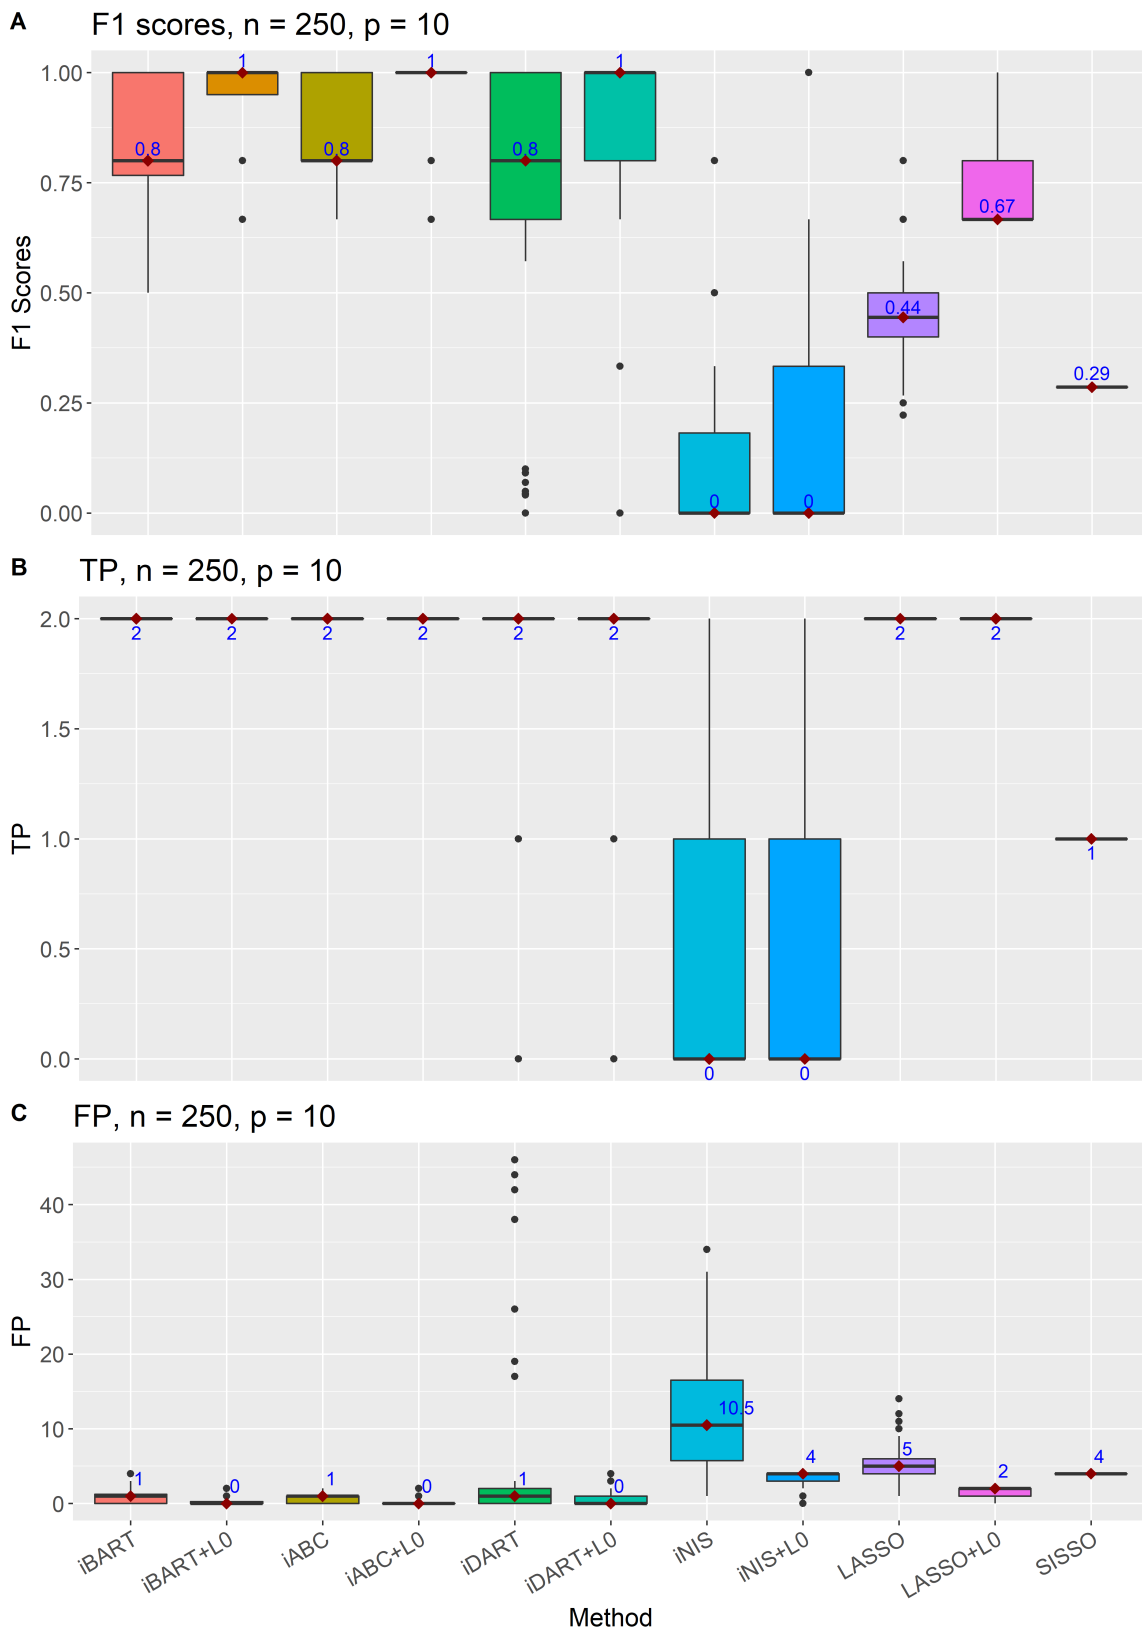 A
F1 scores, n = 250, p = 10
F1 Scores
1.00
0.75
0.50
0.25
0.00
0.8
1
0.8
1
0.8
1
0
0
0.44
0.67
0.29
B
TP, n = 250, p = 10
TP
2.0
1.5
1.0
0.5
0.0
2
2
2
2
2
2
0
0
2
2
1
C
FP, n = 250, p = 10
FP
40
30
20
10
0
1
0
1
0
1
0
10.5
4
5
2
4
iBART
iBART+L0
iABC
iABC+L0
iDART
iDART+L0
iNIS
iNIS+L0
LASSO
LASSO+L0
SISSO
Method